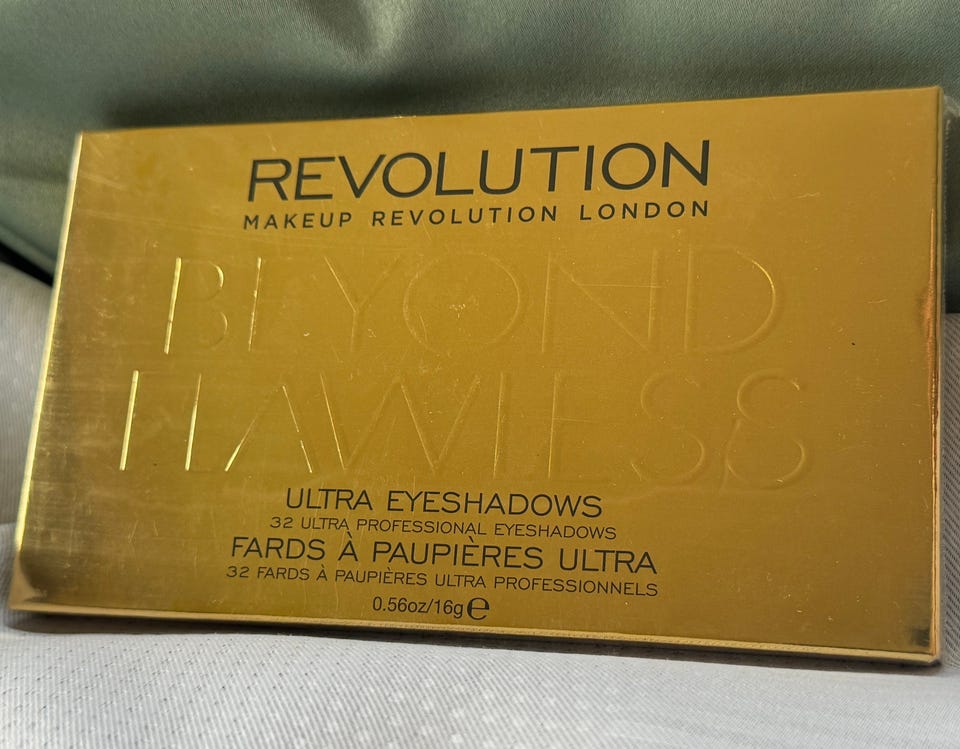 REVOLUTION
MAKEUP REVOLUTION LONDON
BEYOND
FLAWLESS
ULTRA EYESHADOWS
32 ULTRA PROFESSIONAL EYESHADOWS
FARDS À PAUPIÈRES ULTRA
32 FARDS À PAUPIÈRES ULTRA PROFESSIONNELS
0.56oz/16g℮